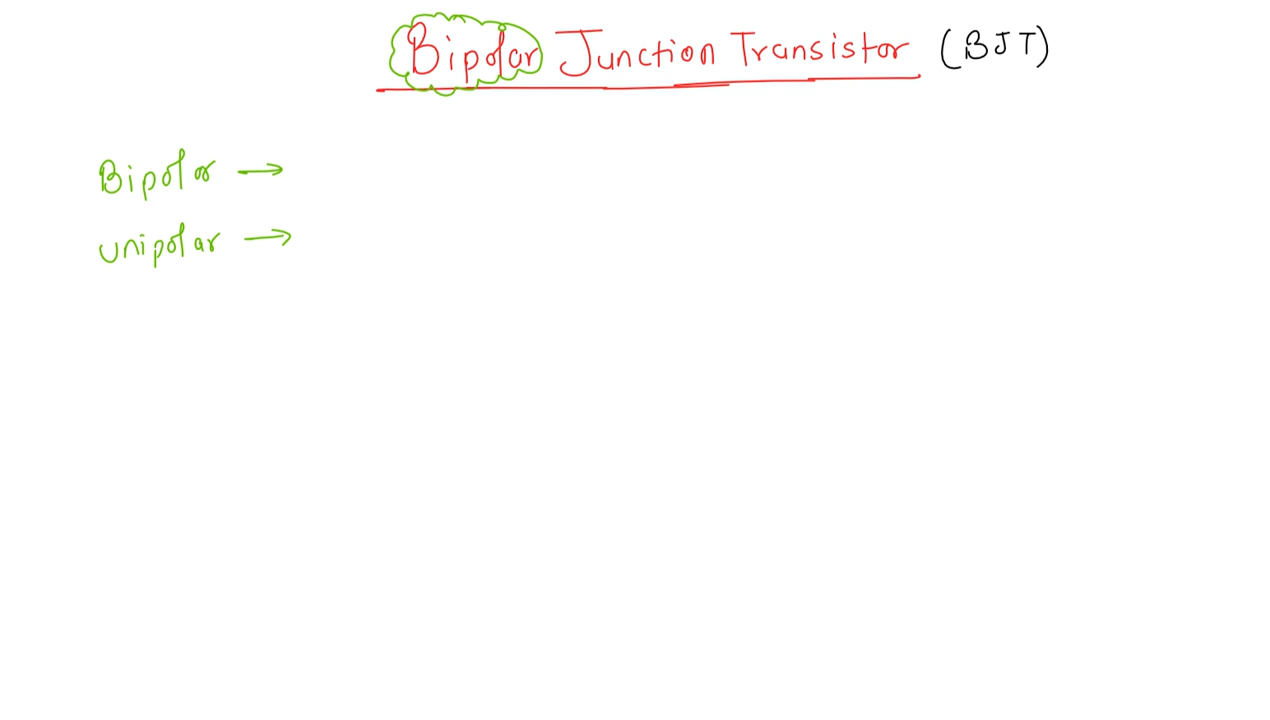 Bipolar Junction Transistor (BJT)
Bipolar →
unipolar →